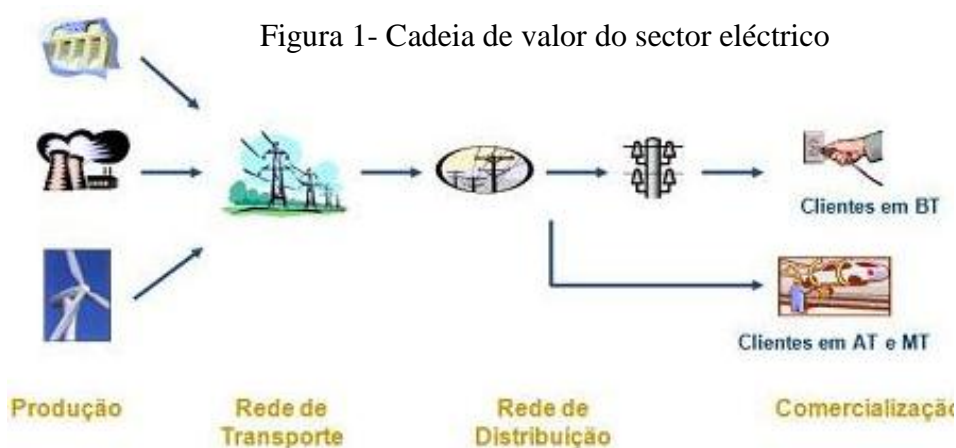 Figura 1- Cadeia de valor do sector eléctrico
Clientes em BT
Clientes em AT e MT
Produção
Rede de
Transporte
Rede de
Distribuição
Comercialização